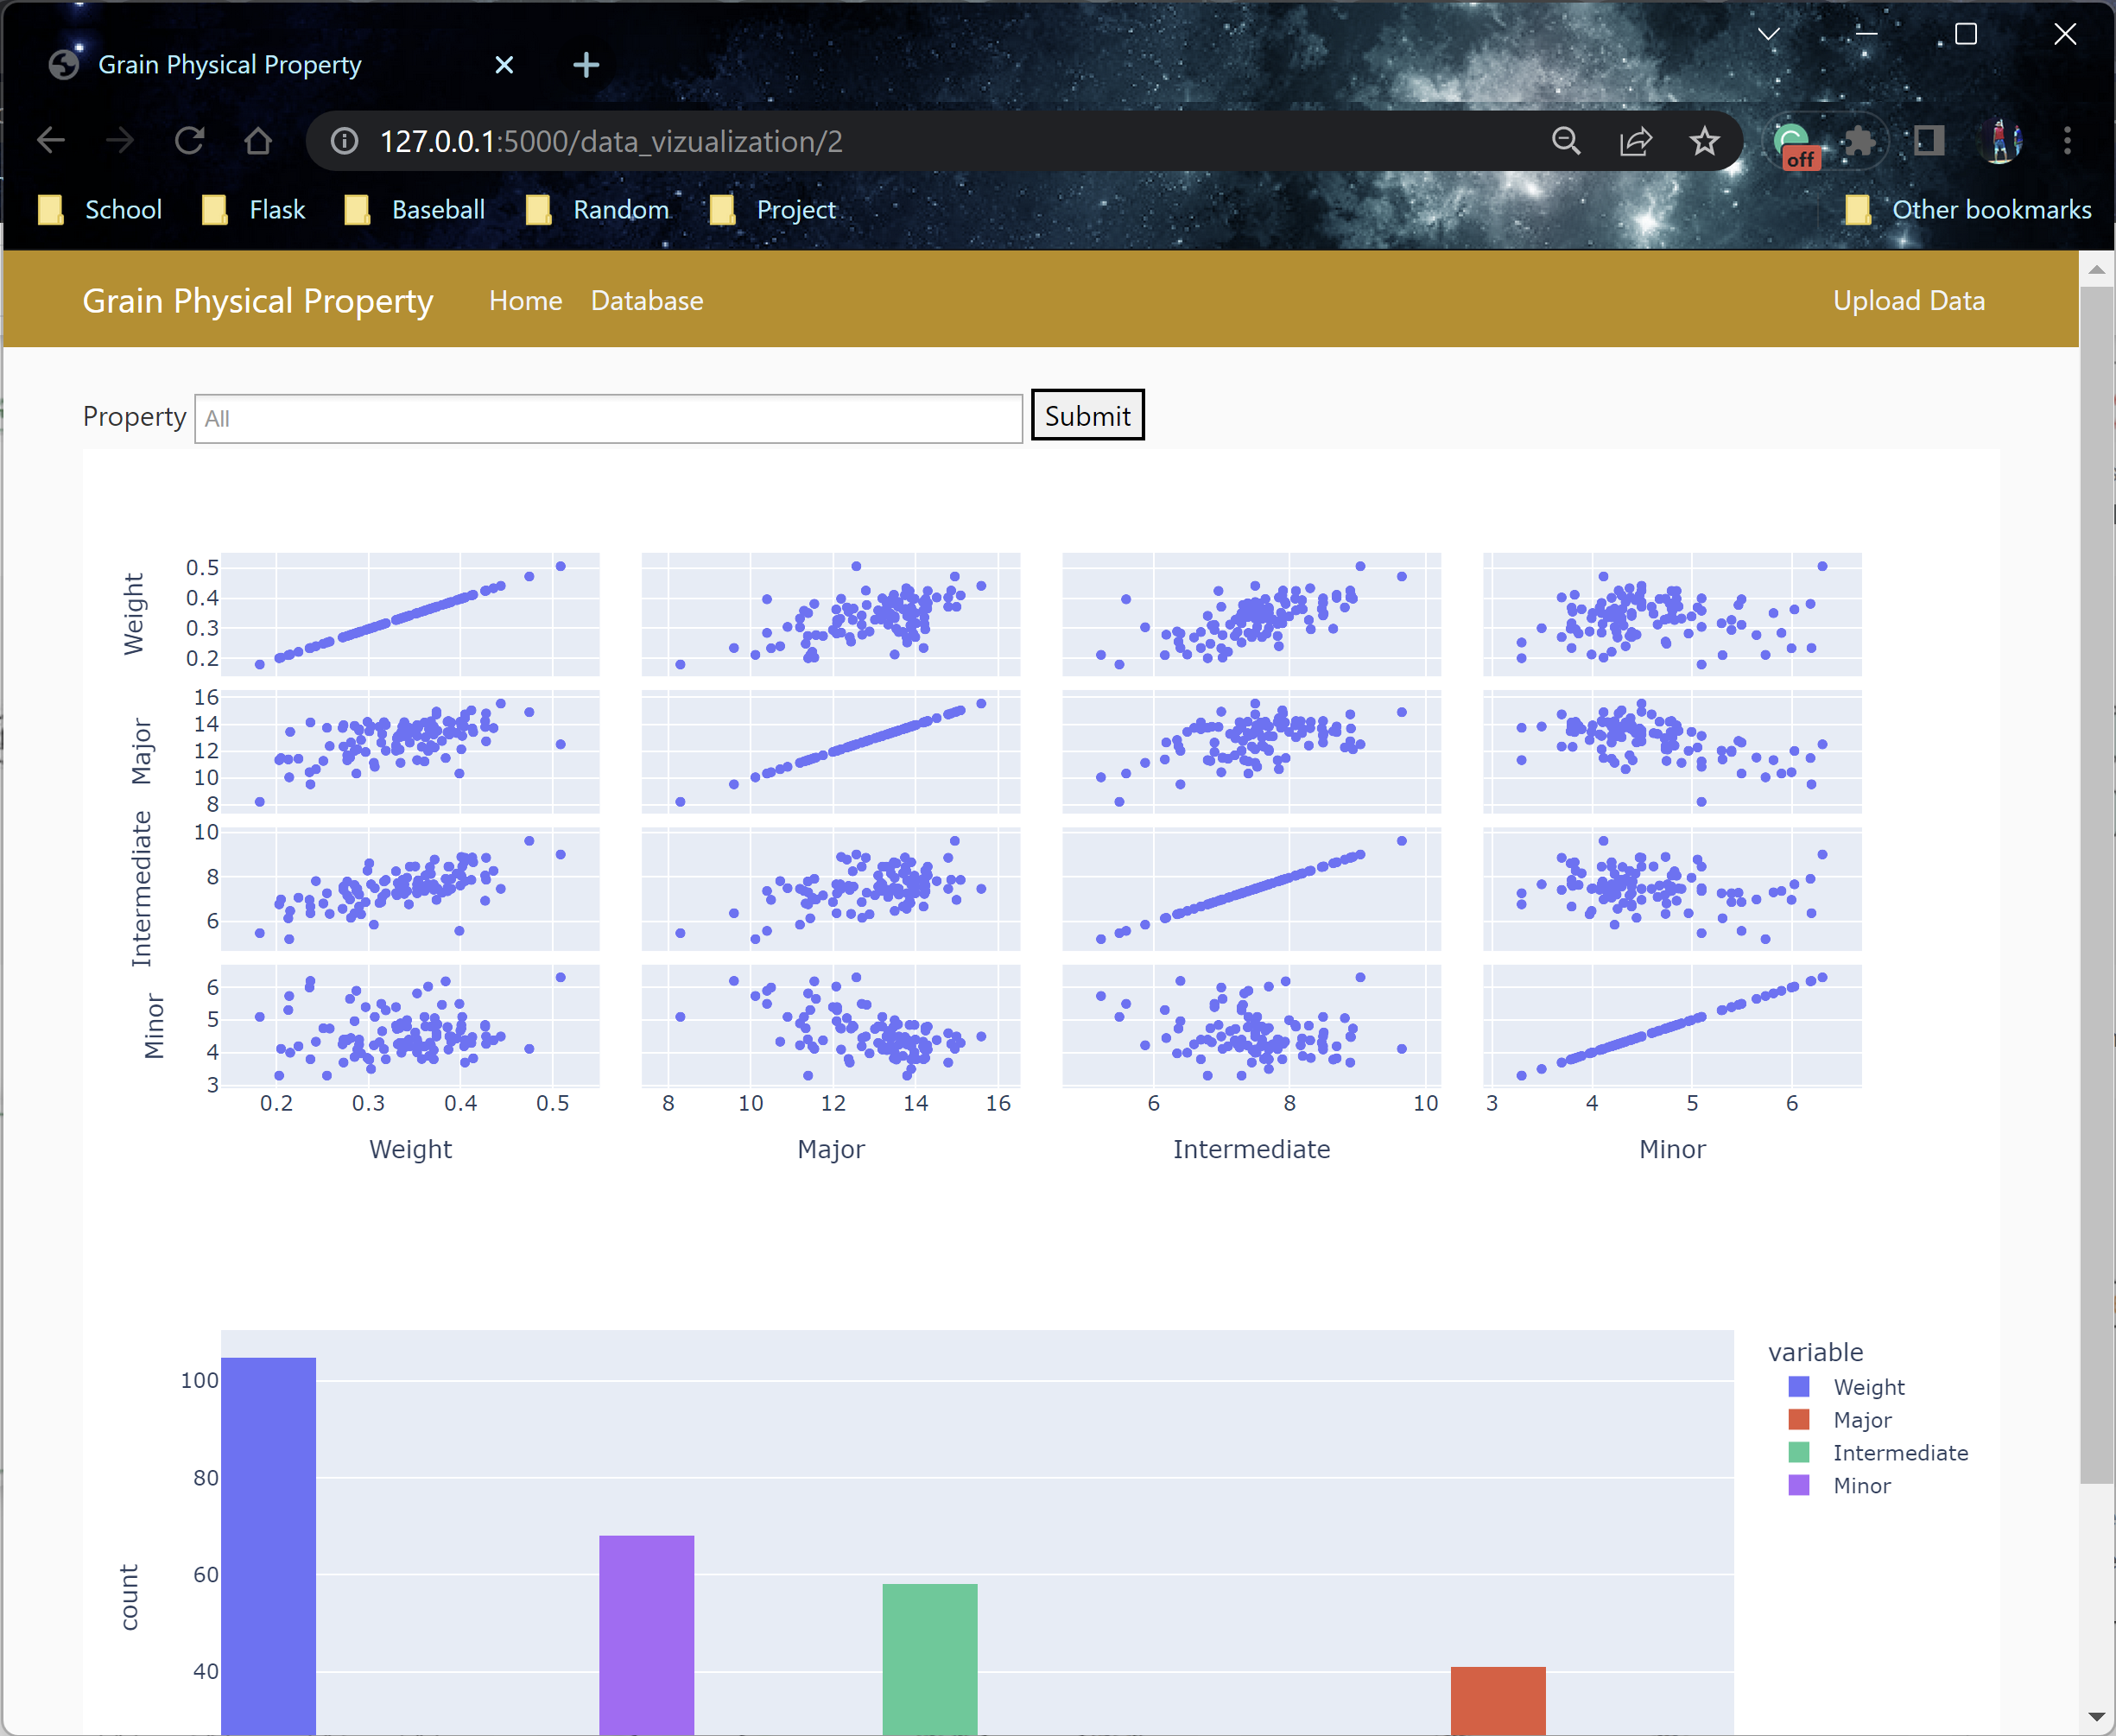 Grain Physical Property
127.0.0.1:5000/data_vizualization/2
off
School Flask Baseball Random Project Other bookmarks
Grain Physical Property Home Database Upload Data
Property All Submit
Weight
0.5
0.4
0.3
0.2
Major
16
14
12
10
8
Intermediate
10
8
6
Minor
6
5
4
3
0.2 0.3 0.4 0.5 8 10 12 14 16 6 8 10 3 4 5 6
Weight Major Intermediate Minor
variable
Weight
Major
Intermediate
Minor
count
100
80
60
40